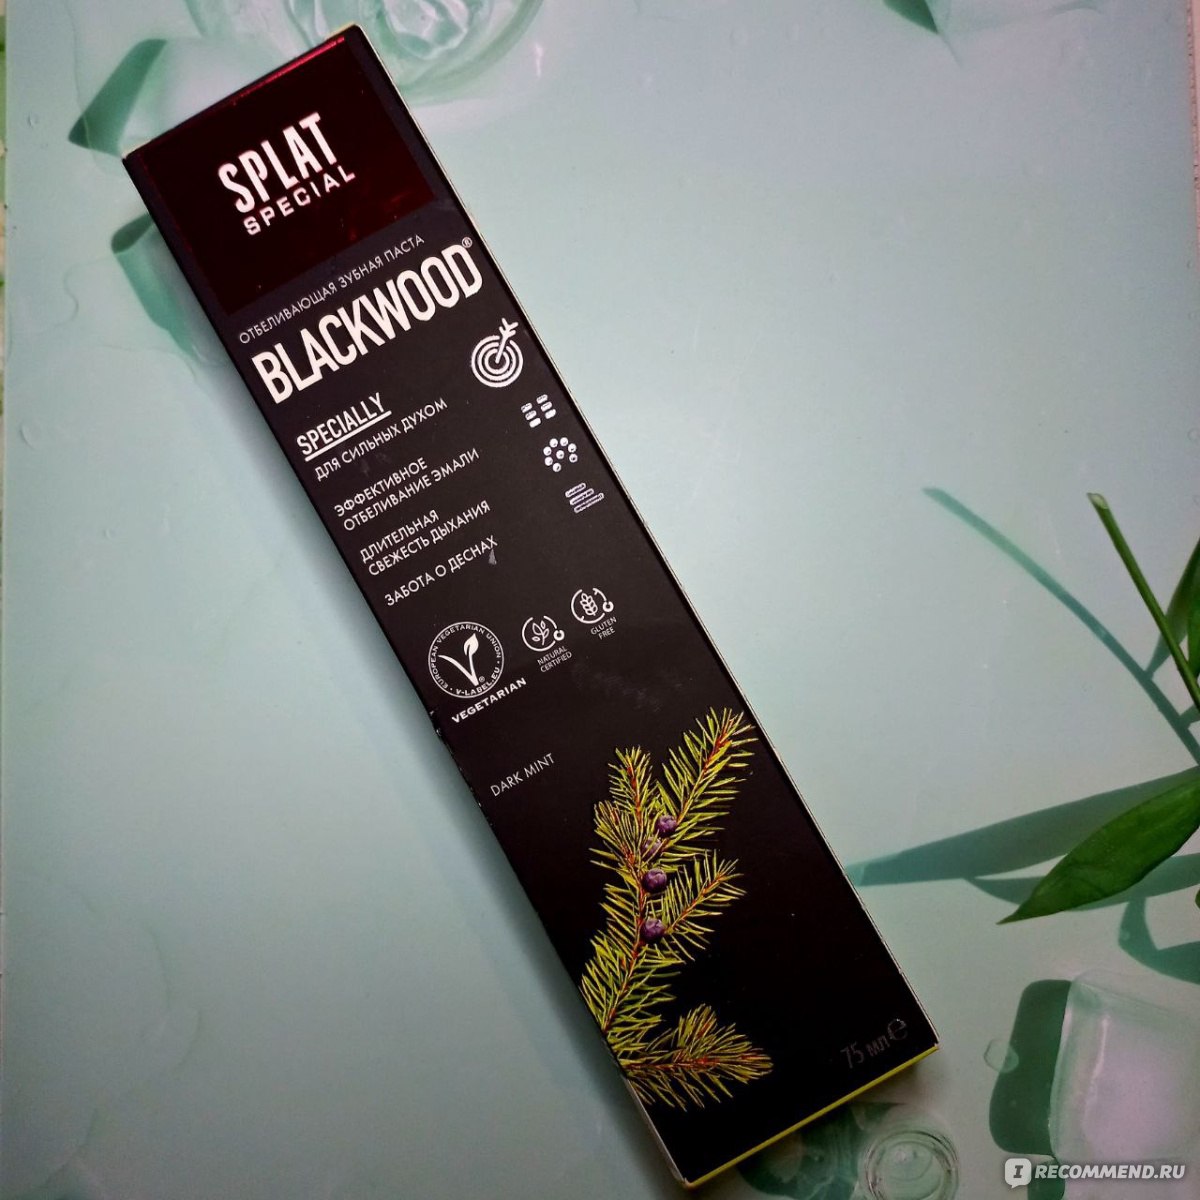 SPLAT
SPECIAL
ОТБЕЛИВАЮЩАЯ ЗУБНАЯ ПАСТА
BLACKWOOD®
SPECIALLY
ДЛЯ СИЛЬНЫХ ДУХОМ
ЭФФЕКТИВНОЕ
ОТБЕЛИВАНИЕ ЭМАЛИ
ДЛИТЕЛЬНАЯ
СВЕЖЕСТЬ ДЫХАНИЯ
ЗАБОТА О ДЕСНАХ
EUROPEAN VEGETARIAN UNION
V-LABEL.EU
VEGETARIAN
NATURAL
CERTIFIED
GLUTEN
FREE
DARK MINT
75 мл e
IRECOMMEND.RU